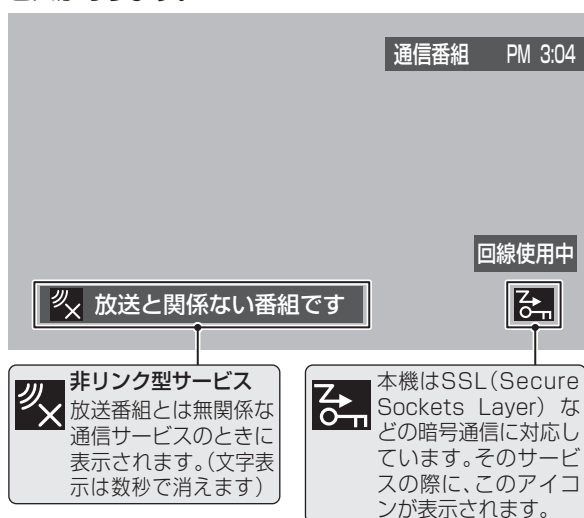 通信番組 PM 3:04
回線使用中
放送と関係ない番組です
非リンク型サービス
放送番組とは無関係な
通信サービスのときに
表示されます。(文字表
示は数秒で消えます)
本機はSSL(Secure
Sockets Layer) な
どの暗号通信に対応し
ています。そのサービ
スの際に、このアイコ
ンが表示されます。